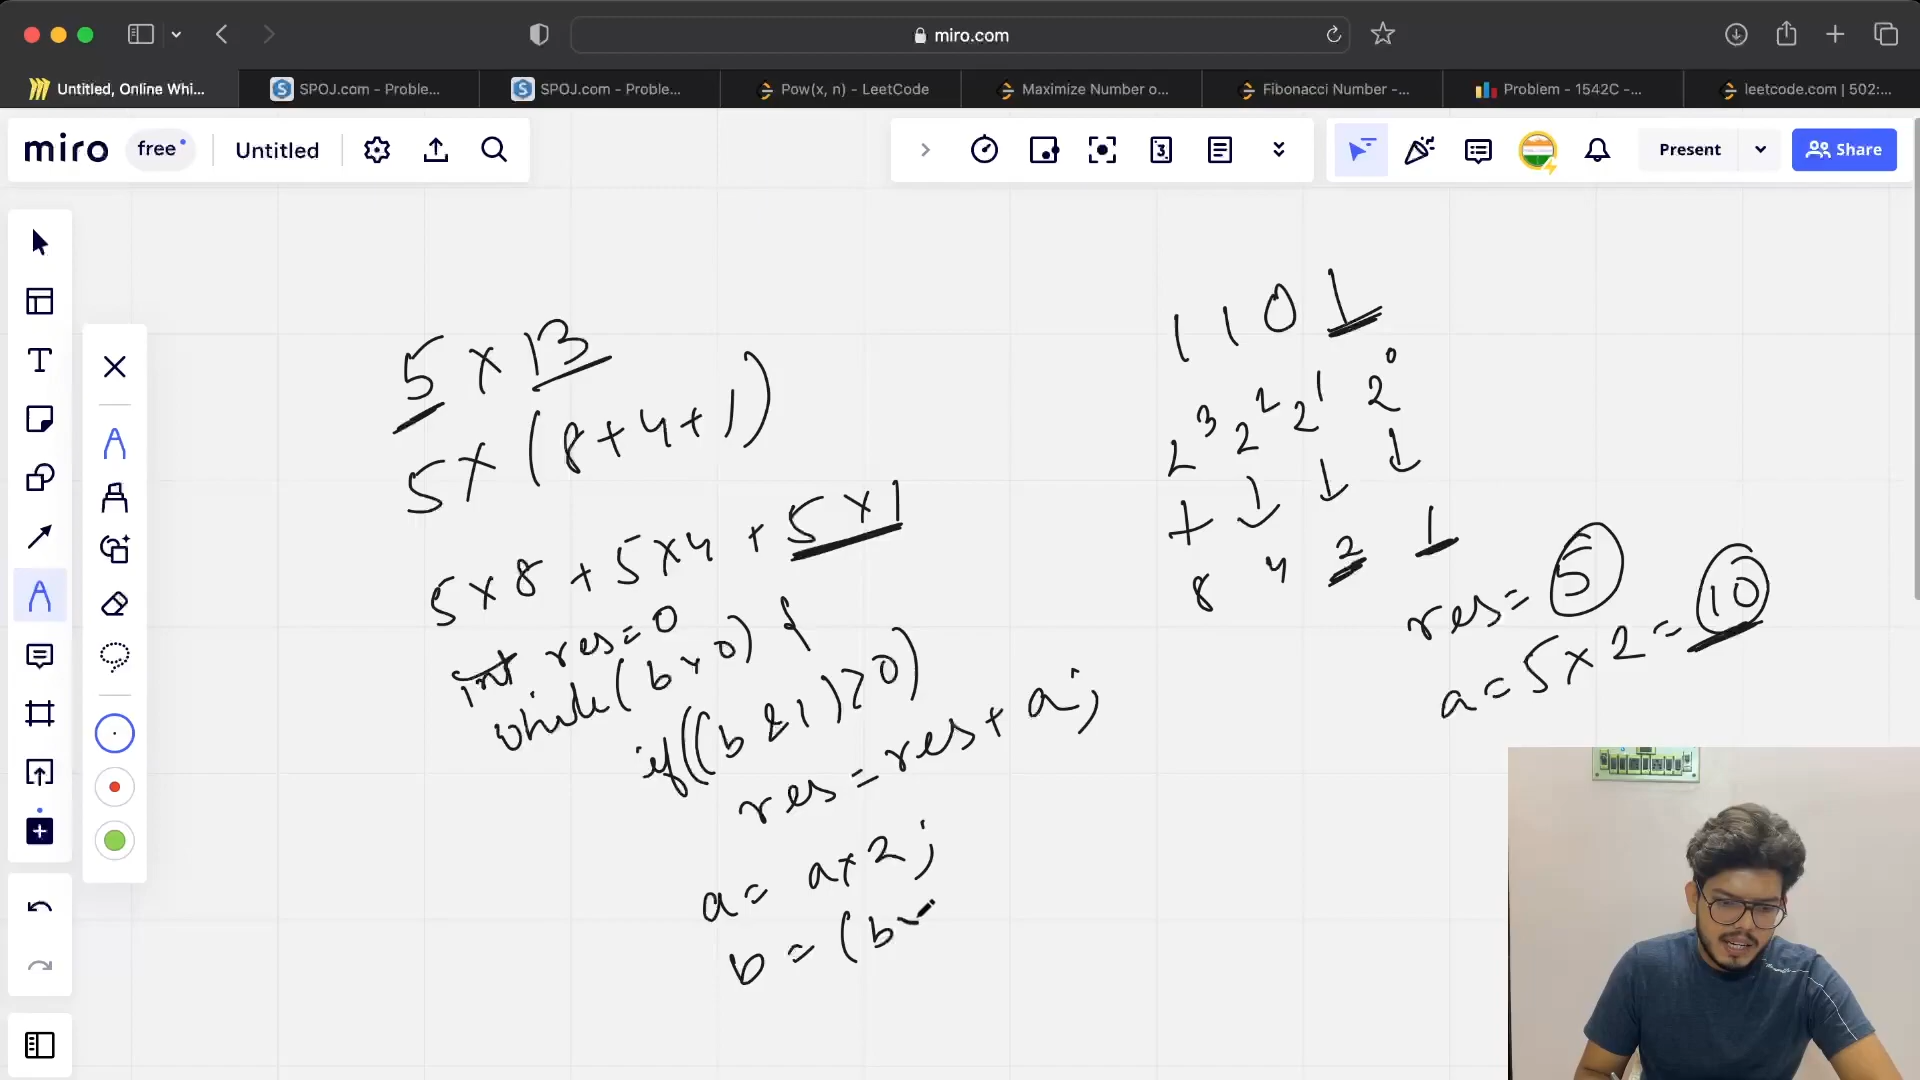 miro.com
Untitled, Online Whi...
SPOJ.com - Proble...
SPOJ.com - Proble...
Pow(x, n) - LeetCode
Maximize Number o...
Fibonacci Number -...
Problem - 1542C -...
leetcode.com | 502:...
miro free Untitled
3
Present
Share
5 x 13
5x (8+4+1)
5x8 + 5x4 + 5x1
int res=0
while(b>0) {
if((b&1)>0)
res=res+a;
a= a*2;
b = (b
1 1 0 1
2³ 2² 2¹ 2⁰
8 4 2 1
res= 5
a=5x2=10